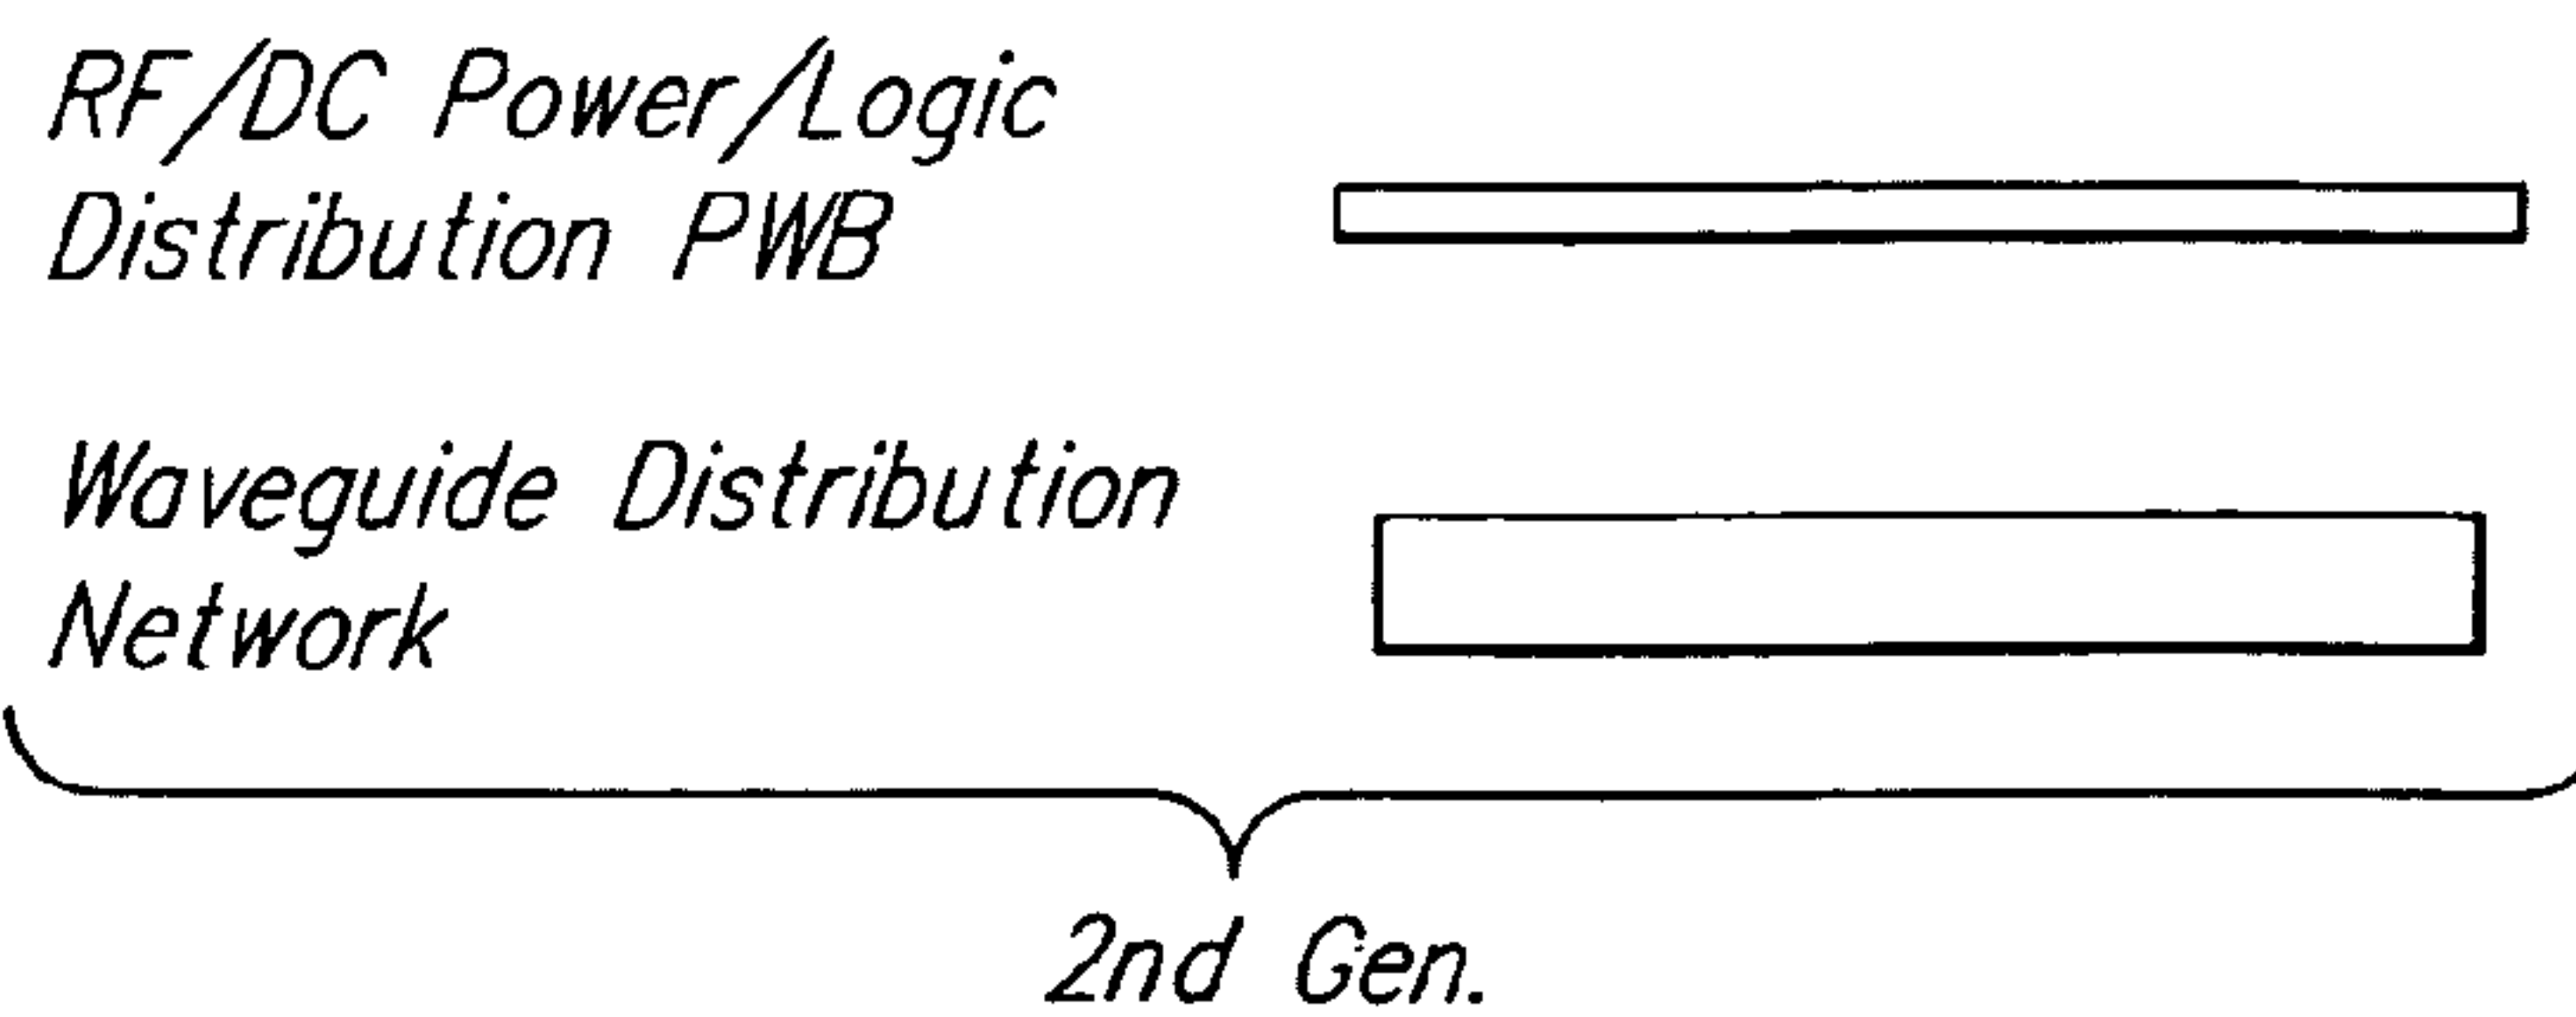 RF/DC Power/Logic
Distribution PWB
Waveguide Distribution
Network
2nd Gen.